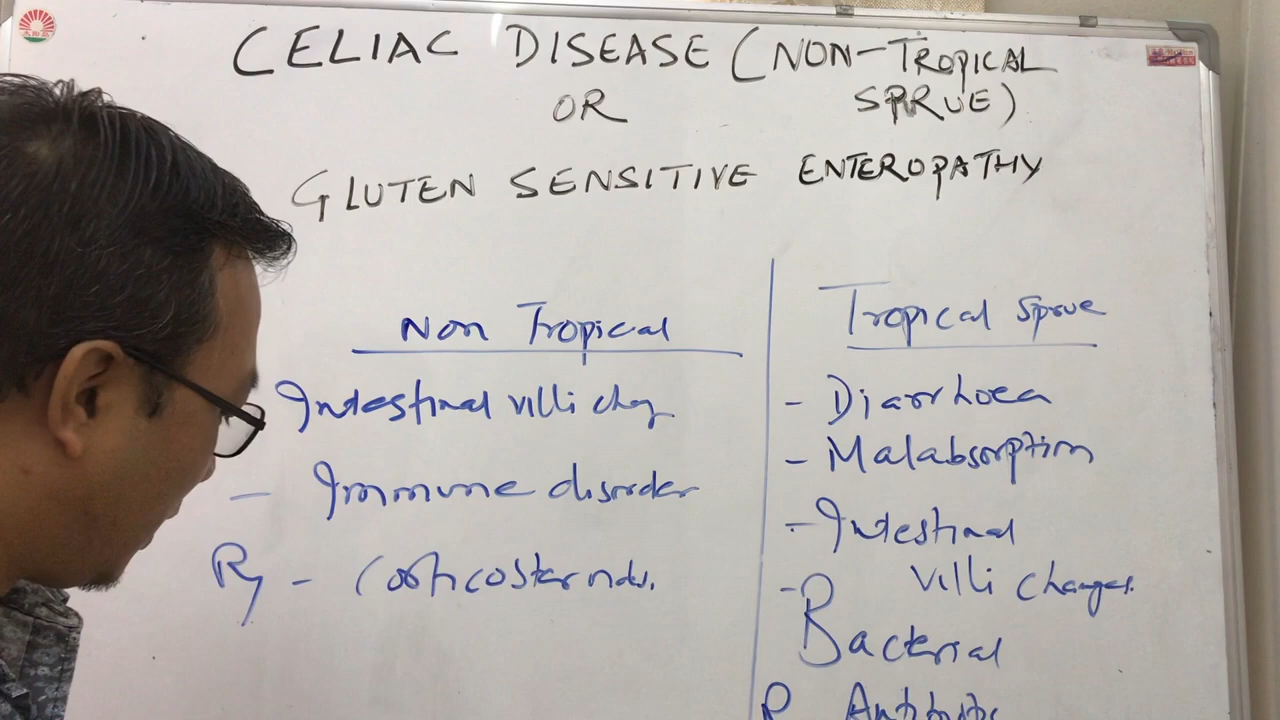 CELIAC DISEASE (NON-TROPICAL
SPRUE)
OR
GLUTEN SENSITIVE ENTEROPATHY
Non Tropical
Intestinal villi chag
- Immune disorder
Rx - Corticosteroids.
Tropical Sprue
- Diarrhoea
- Malabsorption
- Intestinal
villi changes.
- Bacterial